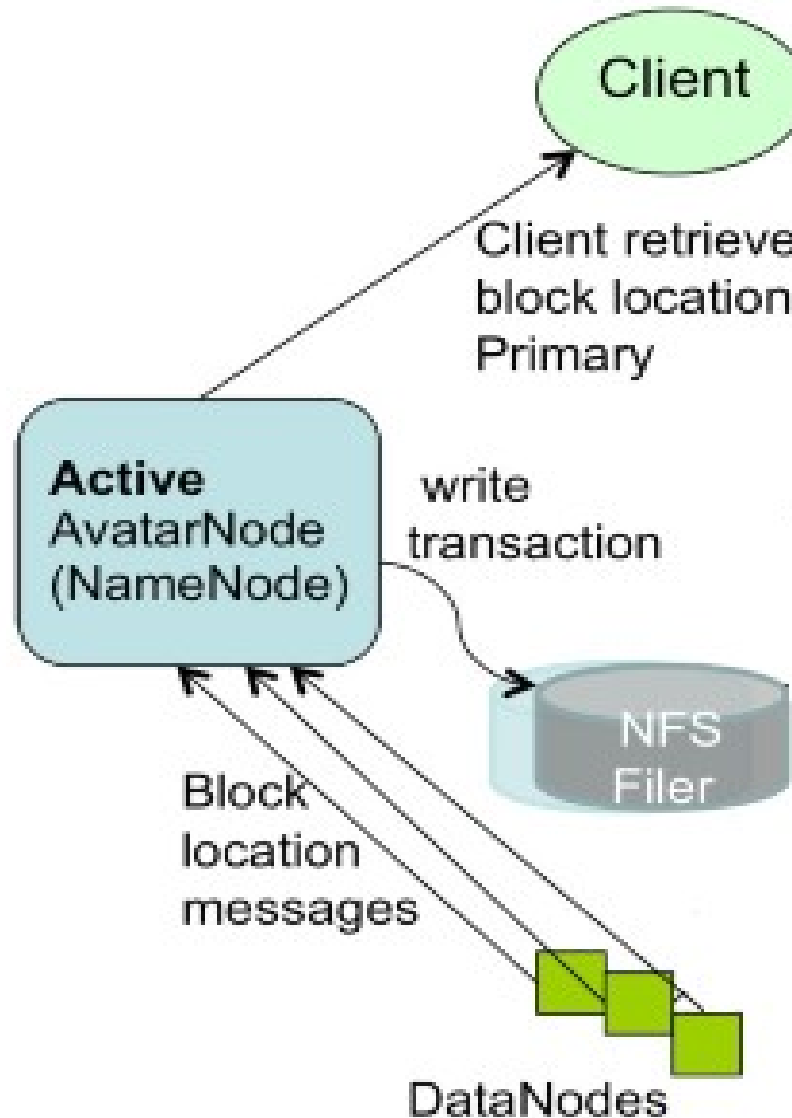 Client
Client retrieve
block location
Primary
Active
AvatarNode
(NameNode)
write
transaction
NFS
Filer
Block
location
messages
DataNodes